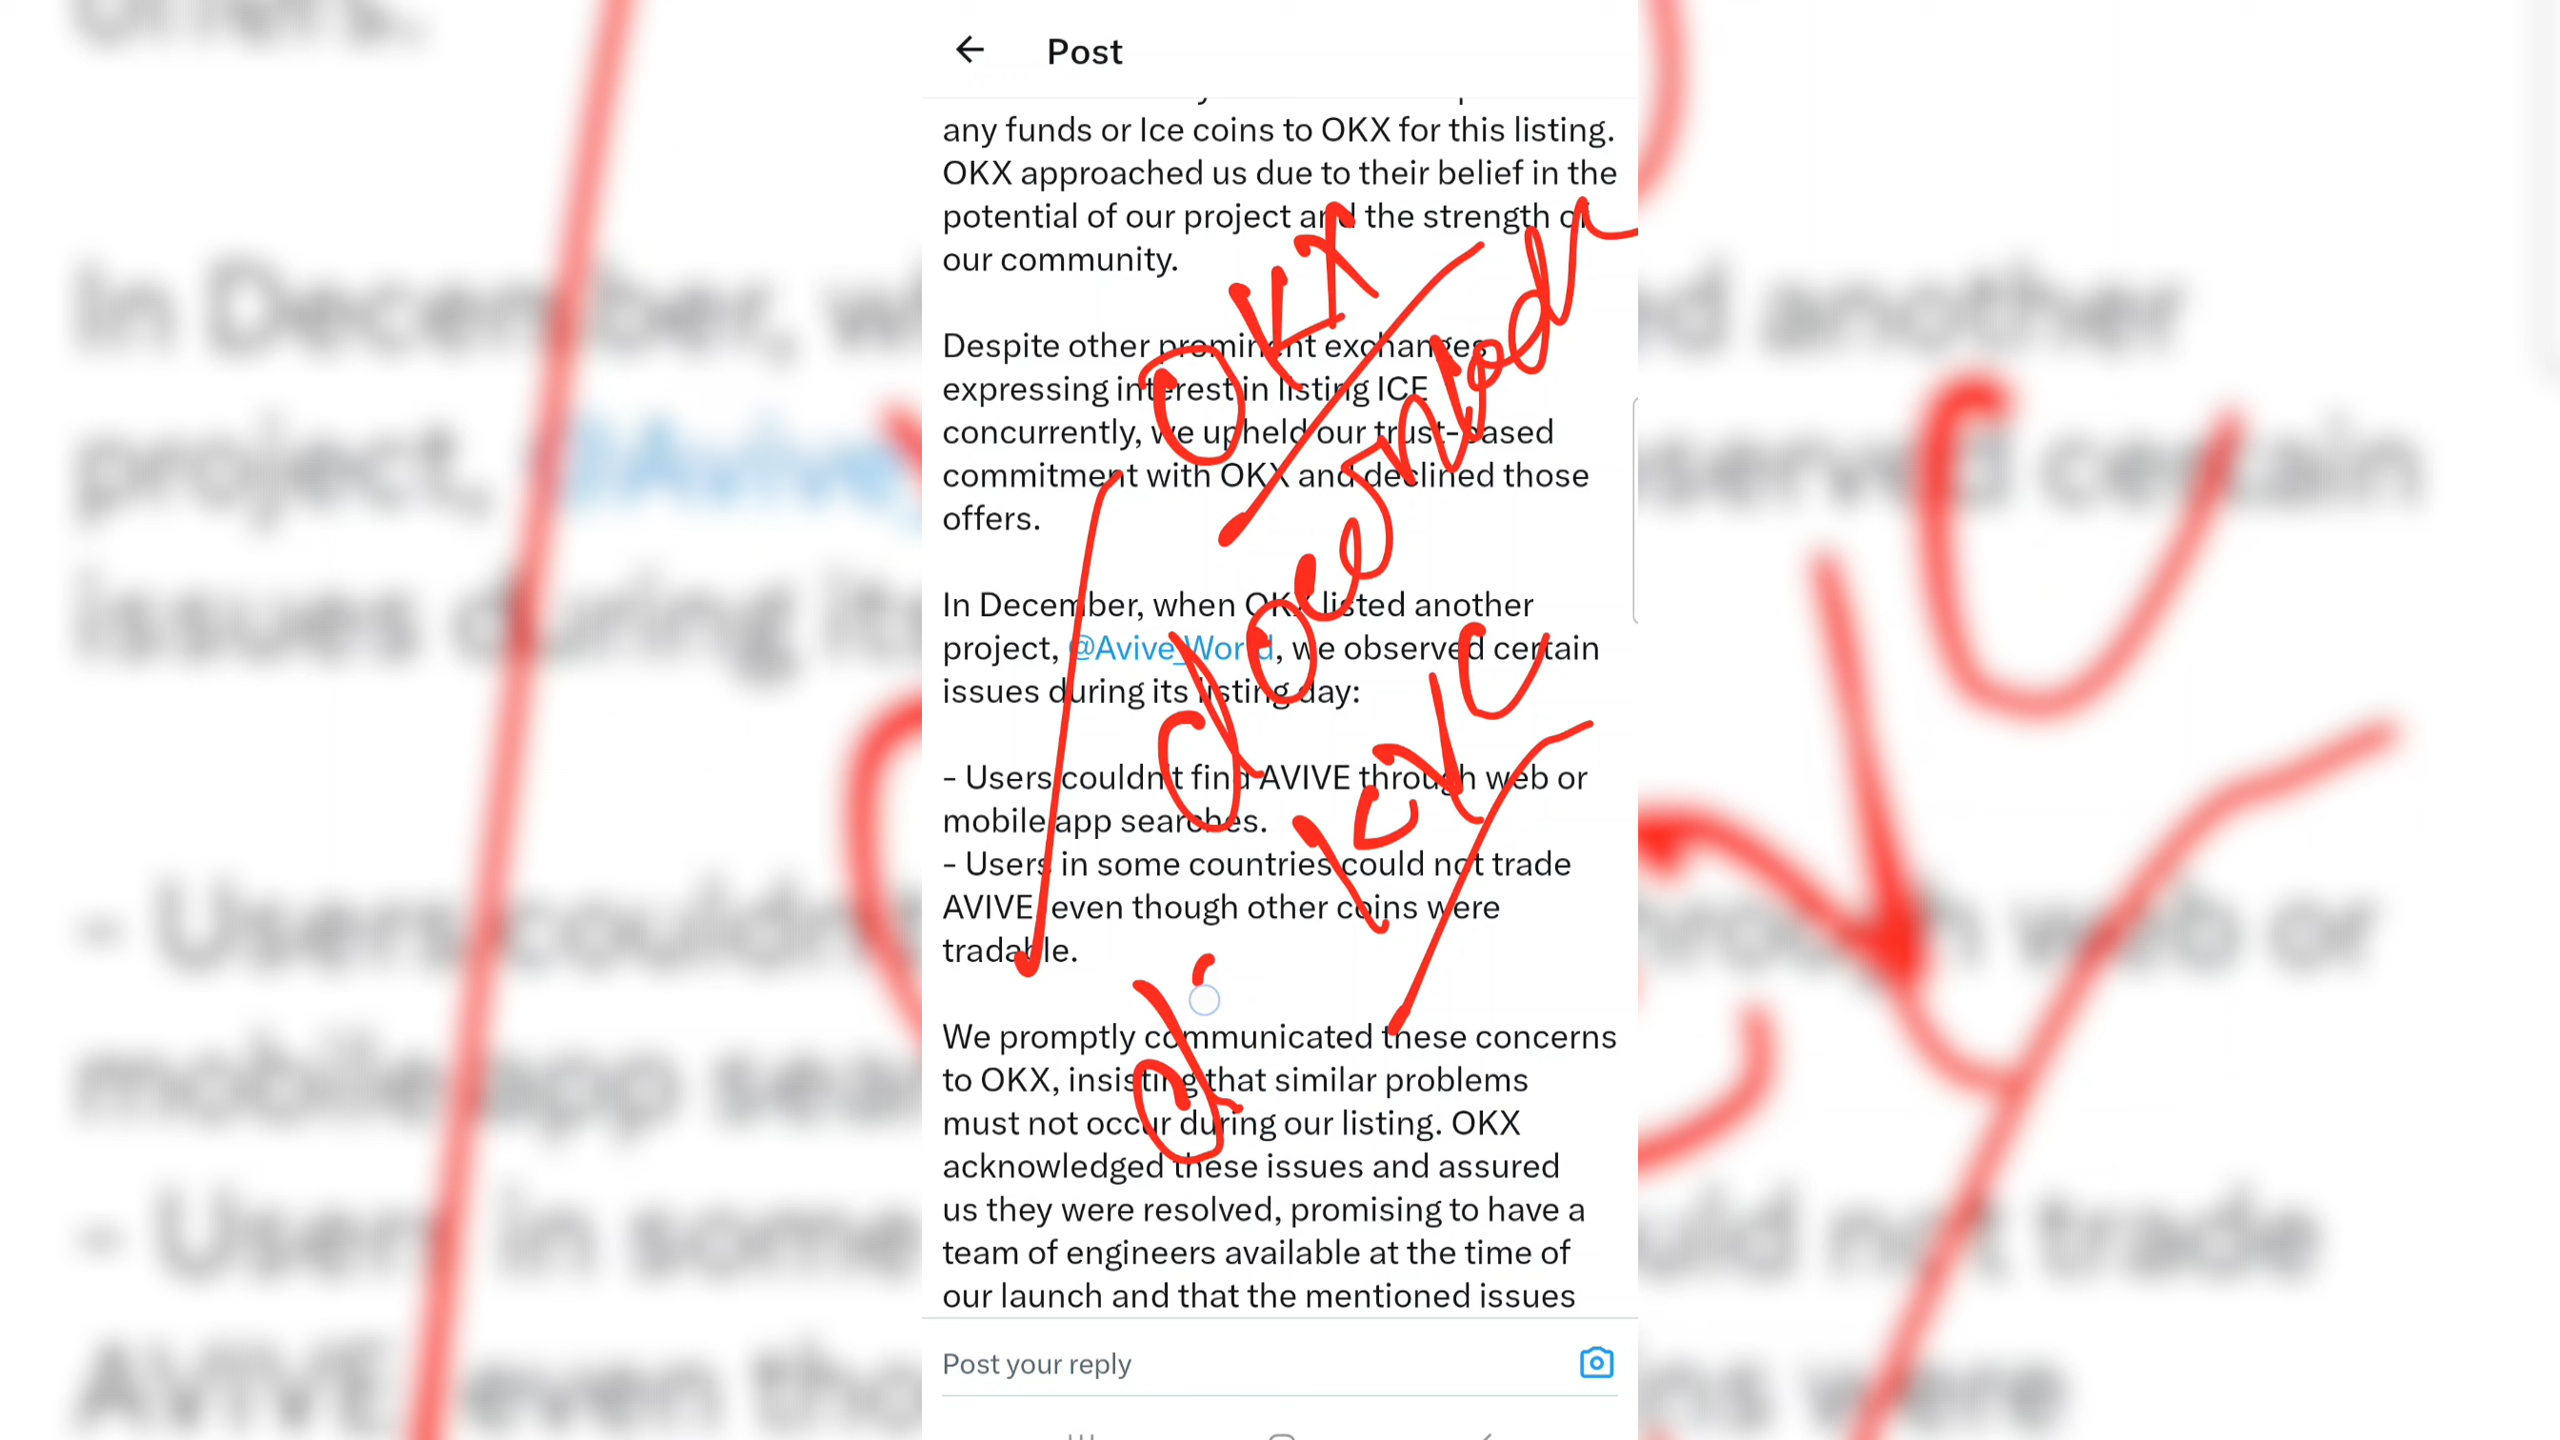 Post
any funds or Ice coins to OKX for this listing.
OKX approached us due to their belief in the
potential of our project and the strength of
our community.
Despite other prominent exchanges
expressing interest in listing ICE
concurrently, we upheld our trust-based
commitment with OKX and declined those
offers.
In December, when OKX listed another
project, @Avive_World, we observed certain
issues during its listing day:
- Users couldn't find AVIVE through web or
mobile app searches.
- Users in some countries could not trade
AVIVE, even though other coins were
tradable.
We promptly communicated these concerns
to OKX, insisting that similar problems
must not occur during our listing. OKX
acknowledged these issues and assured
us they were resolved, promising to have a
team of engineers available at the time of
our launch and that the mentioned issues
Post your reply
OKX
KYC